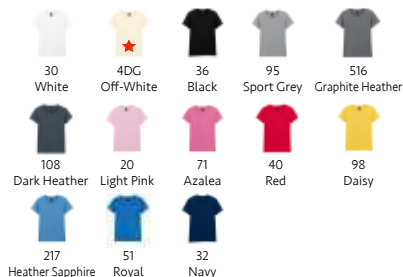 30 4DG 36 95 516
White Off-White Black Sport Grey Graphite Heather
108 20 71 40 98
Dark Heather Light Pink Azalea Red Daisy
217 51 32
Heather Sapphire Royal Navy